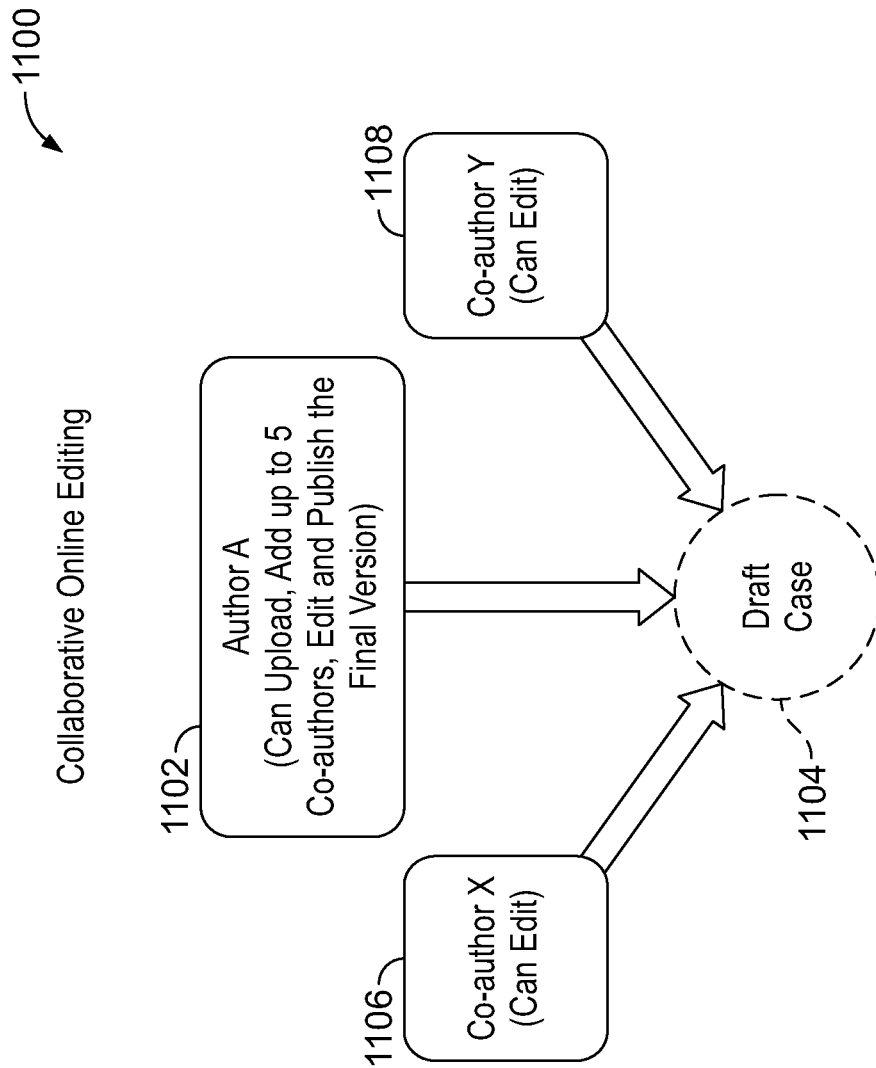 Collaborative Online Editing
1100
1102
Author A
(Can Upload, Add up to 5
Co-authors, Edit and Publish the
Final Version)
1106
Co-author X
(Can Edit)
1108
Co-author Y
(Can Edit)
Draft
Case
1104